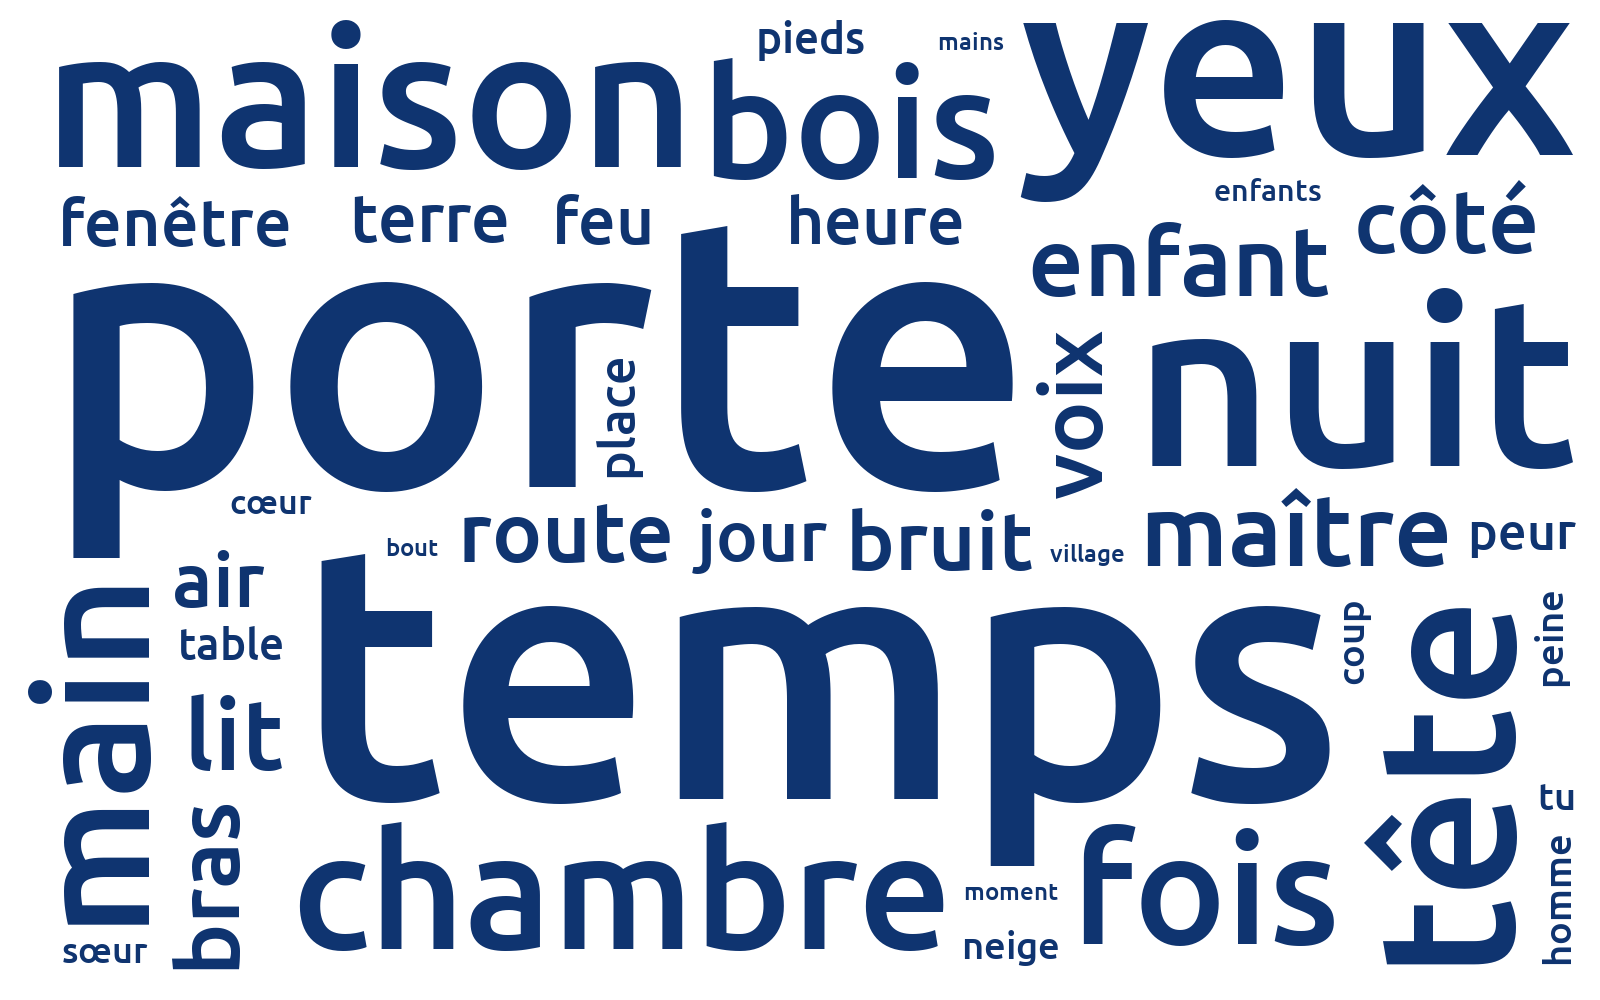 maison
pieds
mains
bois
yeux
fenêtre
terre
feu
heure
enfants
côté
enfant
porte
place
voix
nuit
cœur
bout
route
jour
bruit
village
maître
peur
main
air
table
lit
bras
sœur
temps
coup
tête
peine
tu
homme
chambre
moment
neige
fois